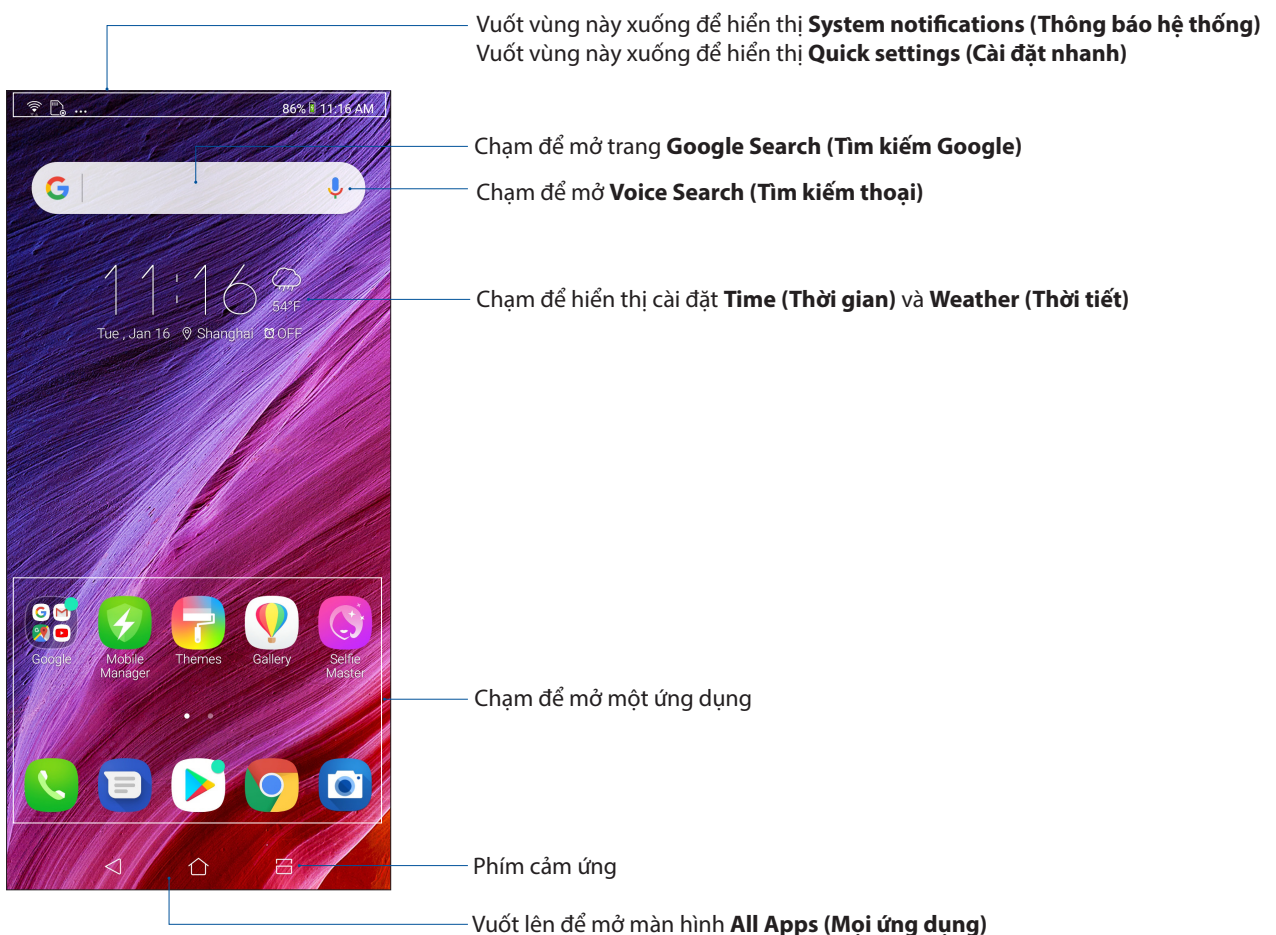 Vuốt vùng này xuống để hiển thị System notifications (Thông báo hệ thống)
Vuốt vùng này xuống để hiển thị Quick settings (Cài đặt nhanh)
... 86% 11:16 AM
Chạm để mở trang Google Search (Tìm kiếm Google)
G
Chạm để mở Voice Search (Tìm kiếm thoại)
11:16
54°F
Chạm để hiển thị cài đặt Time (Thời gian) và Weather (Thời tiết)
Tue , Jan 16 Shanghai OFF
Google
Mobile
Manager
Themes
Gallery
Selfie
Master
Chạm để mở một ứng dụng
Phím cảm ứng
Vuốt lên để mở màn hình All Apps (Mọi ứng dụng)